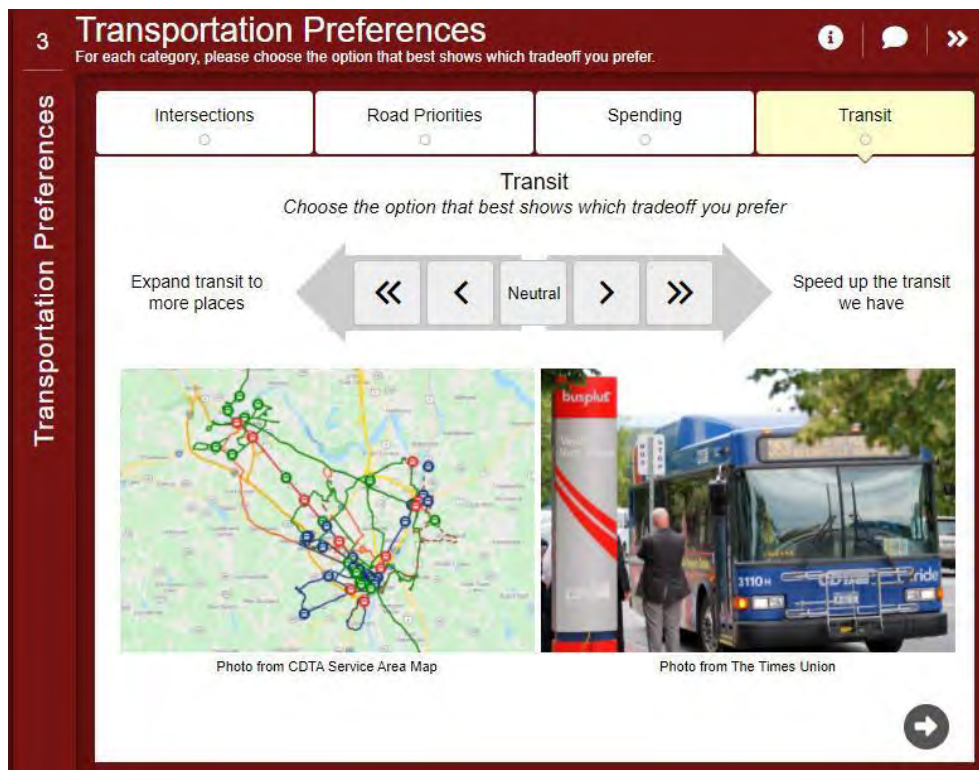 3
Transportation Preferences
For each category, please choose the option that best shows which tradeoff you prefer.
Transportation Preferences
Intersections
Road Priorities
Spending
Transit
Transit
Choose the option that best shows which tradeoff you prefer
Expand transit to
more places
Neutral
Speed up the transit
we have
busplus
BUS
STOP
3110
ride
Photo from CDTA Service Area Map
Photo from The Times Union